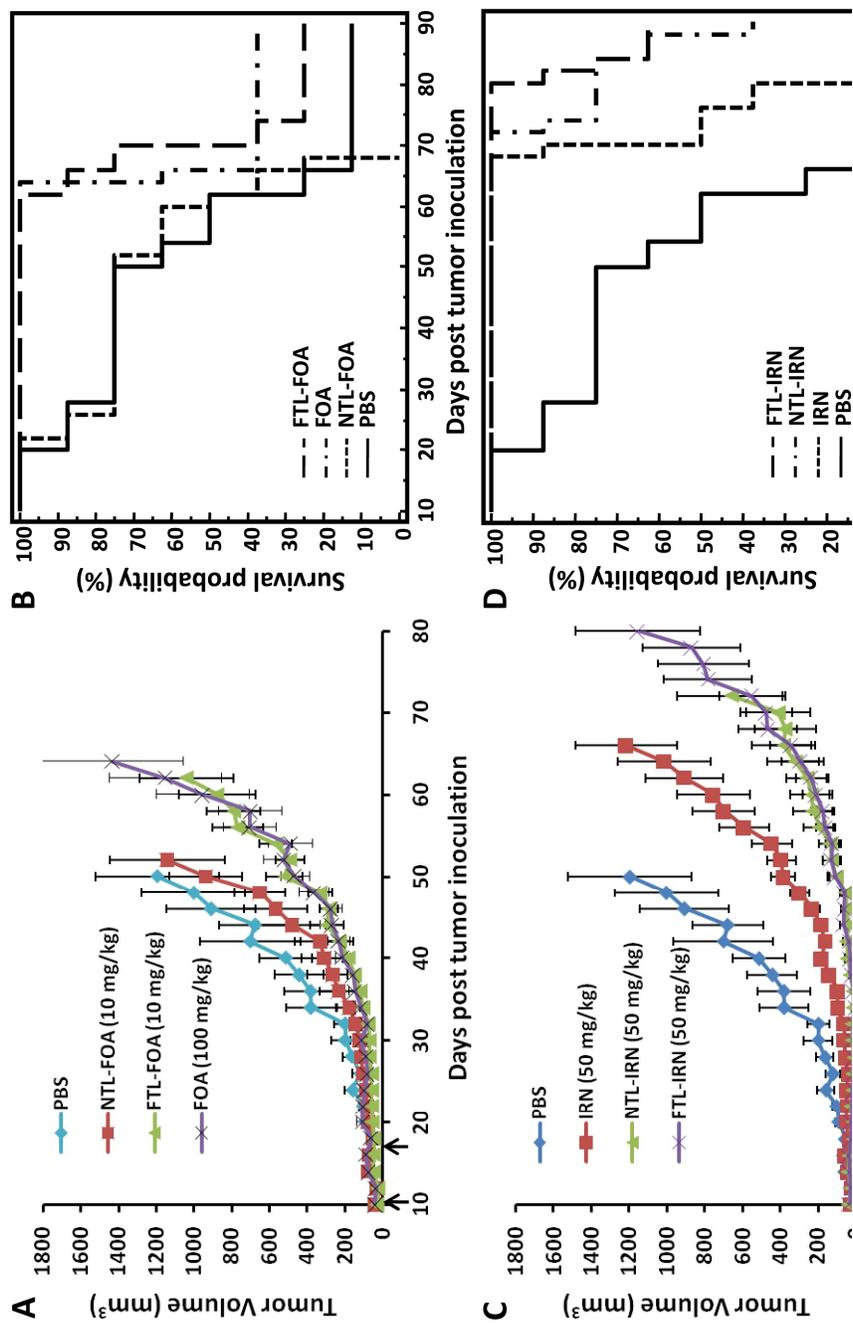 A
Tumor Volume (mm³)
1800
1600
1400
1200
1000
800
600
400
200
0
PBS
NTL-FOA (10 mg/kg)
FTL-FOA (10 mg/kg)
FOA (100 mg/kg)
10 20 30 40 50 60 70 80
Days post tumor inoculation
B
Survival probability (%)
100
90
80
70
60
50
40
30
20
10
0
FTL-FOA
FOA
NTL-FOA
PBS
10 20 30 40 50 60 70 80 90
Days post tumor inoculation
C
Tumor Volume (mm³)
1800
1600
1400
1200
1000
800
600
400
200
0
PBS
IRN (50 mg/kg)
NTL-IRN (50 mg/kg)
FTL-IRN (50 mg/kg)
D
Survival probability (%)
100
90
80
70
60
50
40
30
20
FTL-IRN
NTL-IRN
IRN
PBS